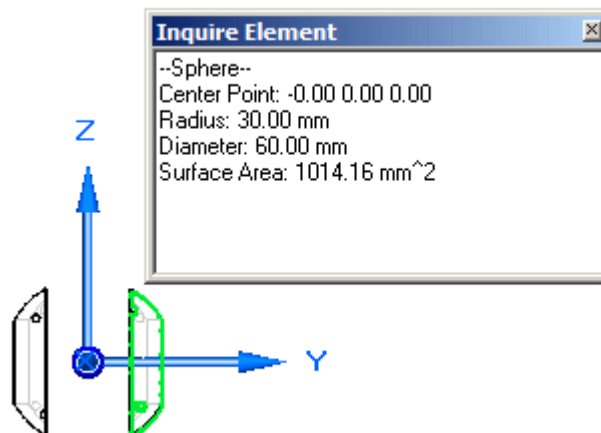 Inquire Element
--Sphere--
Center Point: -0.00 0.00 0.00
Radius: 30.00 mm
Diameter: 60.00 mm
Surface Area: 1014.16 mm^2
Z
Y